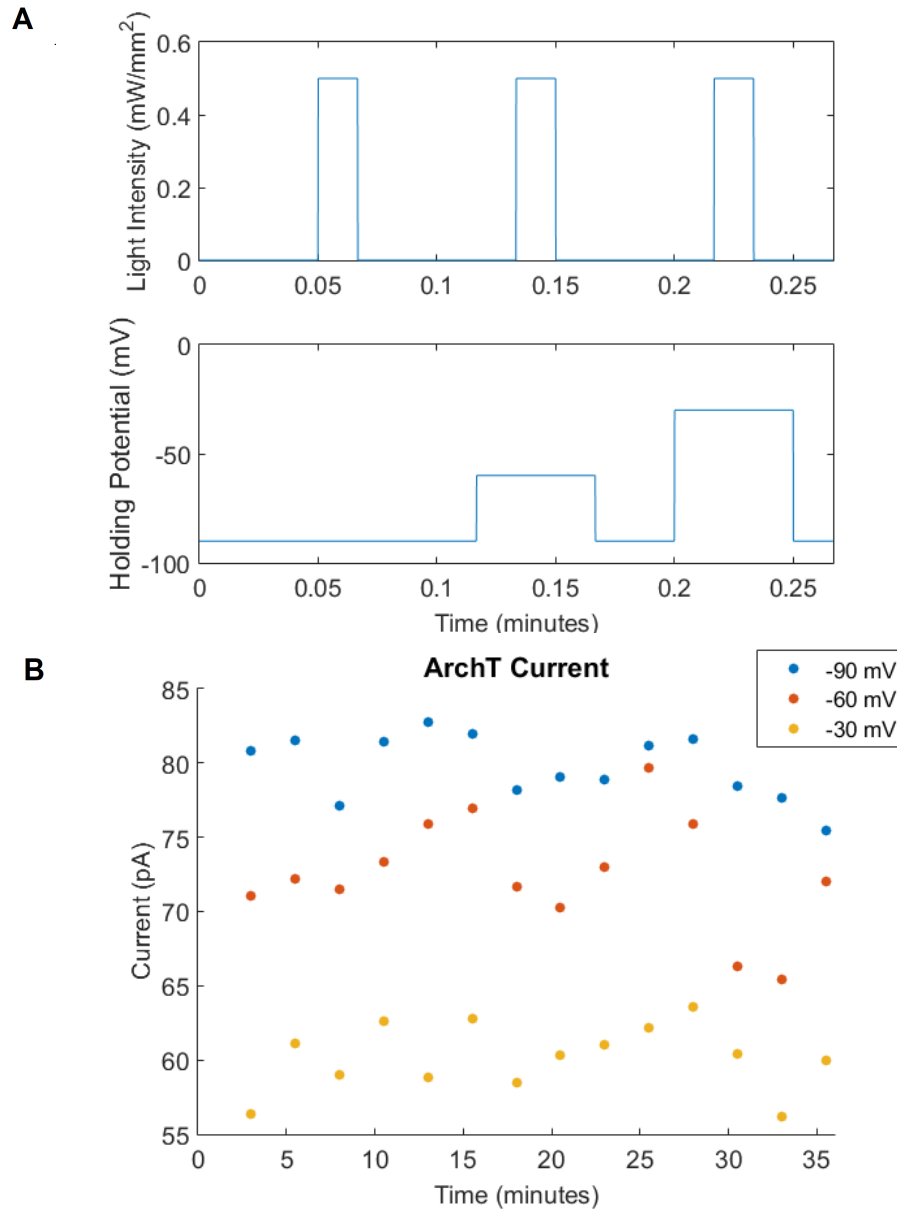 A
Light Intensity (mW/mm²)
0.6
0.4
0.2
0
0 0.05 0.1 0.15 0.2 0.25
Holding Potential (mV)
0
-50
-100
0 0.05 0.1 0.15 0.2 0.25
Time (minutes)
B
ArchT Current
-90 mV
-60 mV
-30 mV
Current (pA)
85
80
75
70
65
60
55
0 5 10 15 20 25 30 35
Time (minutes)